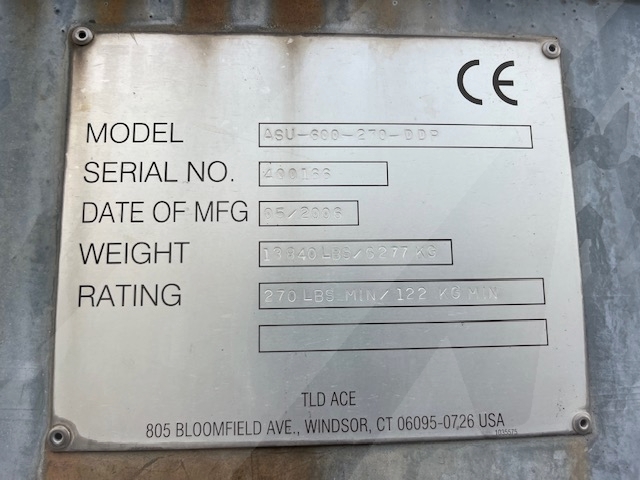 CE
MODEL ASU-600-270-DDP
SERIAL NO. 400166
DATE OF MFG 05/2006
WEIGHT 13840 LBS/6277 KG
RATING 270 LBS MIN/122 KG MIN
TLD ACE
805 BLOOMFIELD AVE., WINDSOR, CT 06095-0726 USA